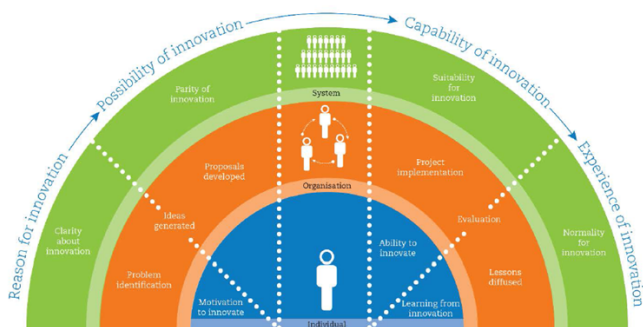 Reason for innovation
Possibility of innovation
Capability of innovation
Experience of innovation
Clarity about
innovation
Parity of
innovation
System
Suitability
for
innovation
Normality
for
innovation
Problem
identification
Ideas
generated
Proposals
developed
Organisation
Project
implementation
Evaluation
Lessons
diffused
Motivation
to innovate
Individual
Ability to
Innovate
Learning from
innovation